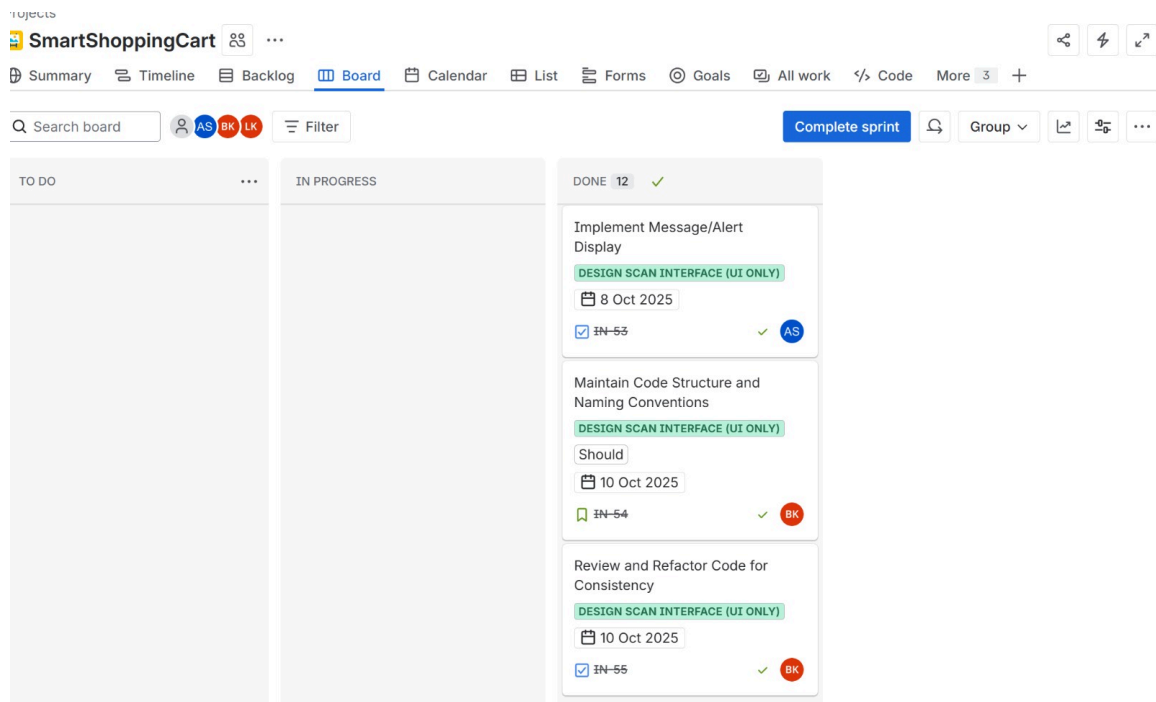 Projects
SmartShoppingCart
Summary Timeline Backlog Board Calendar List Forms Goals All work Code More 3
Search board AS BK LK Filter Complete sprint Group
TO DO IN PROGRESS DONE 12
Implement Message/Alert
Display
DESIGN SCAN INTERFACE (UI ONLY)
8 Oct 2025
IN-53 AS
Maintain Code Structure and
Naming Conventions
DESIGN SCAN INTERFACE (UI ONLY)
Should
10 Oct 2025
IN-54 BK
Review and Refactor Code for
Consistency
DESIGN SCAN INTERFACE (UI ONLY)
10 Oct 2025
IN-55 BK